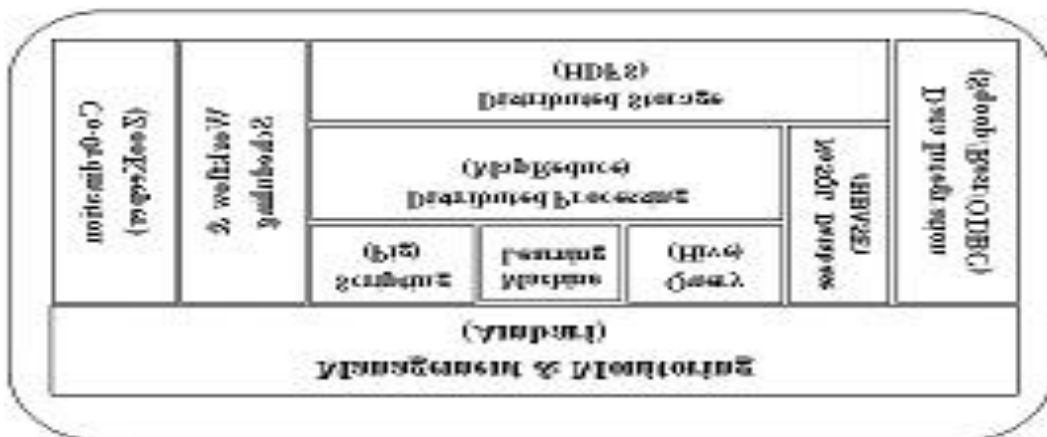 Management & Monitoring
(Ambari)
Co-ordination
(ZooKeeper)
Workflow &
Scheduling
Scripting
(Pig)
Machine
Learning
Query
(Hive)
Distributed Processing
(MapReduce)
NoSQL Database
(HBASE)
Distributed Storage
(HDFS)
Data Integration
(Sqoop/Rest/ODBC)